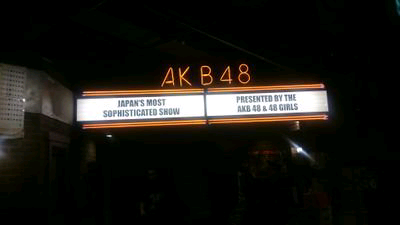 AKB48
JAPAN'S MOST
SOPHISTICATED SHOW
PRESENTED BY THE
AKB 48 & 48 GIRLS